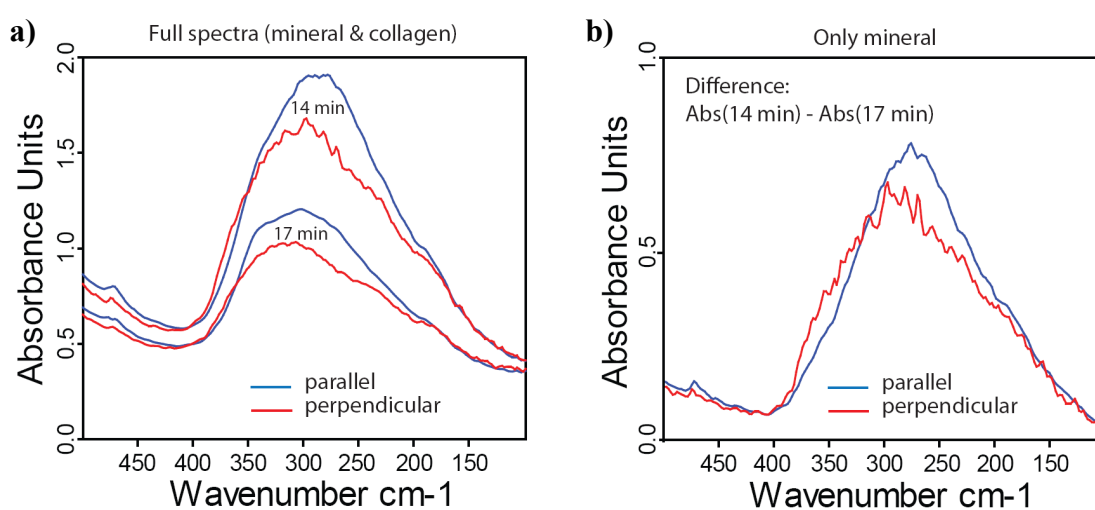 a)
Full spectra (mineral & collagen)
Absorbance Units
2.0
1.5
1.0
0.5
0.0
14 min
17 min
parallel
perpendicular
450 400 350 300 250 200 150
Wavenumber cm-1
b)
Only mineral
Absorbance Units
1.0
0.5
0.0
Difference:
Abs(14 min) - Abs(17 min)
parallel
perpendicular
450 400 350 300 250 200 150
Wavenumber cm-1